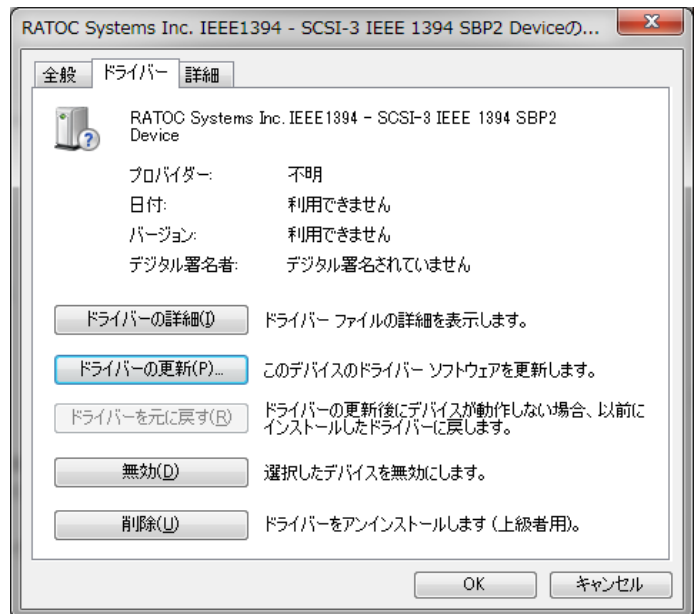 RATOC Systems Inc. IEEE1394 - SCSI-3 IEEE 1394 SBP2 Deviceの...
全般 ドライバー 詳細
RATOC Systems Inc. IEEE1394 - SCSI-3 IEEE 1394 SBP2
Device
プロバイダー: 不明
日付: 利用できません
バージョン: 利用できません
デジタル署名者: デジタル署名されていません
ドライバーの詳細(I) ドライバー ファイルの詳細を表示します。
ドライバーの更新(P)... このデバイスのドライバー ソフトウェアを更新します。
ドライバーを元に戻す(R) ドライバーの更新後にデバイスが動作しない場合、以前に
インストールしたドライバーに戻します。
無効(D) 選択したデバイスを無効にします。
削除(U) ドライバーをアンインストールします (上級者用)。
OK キャンセル